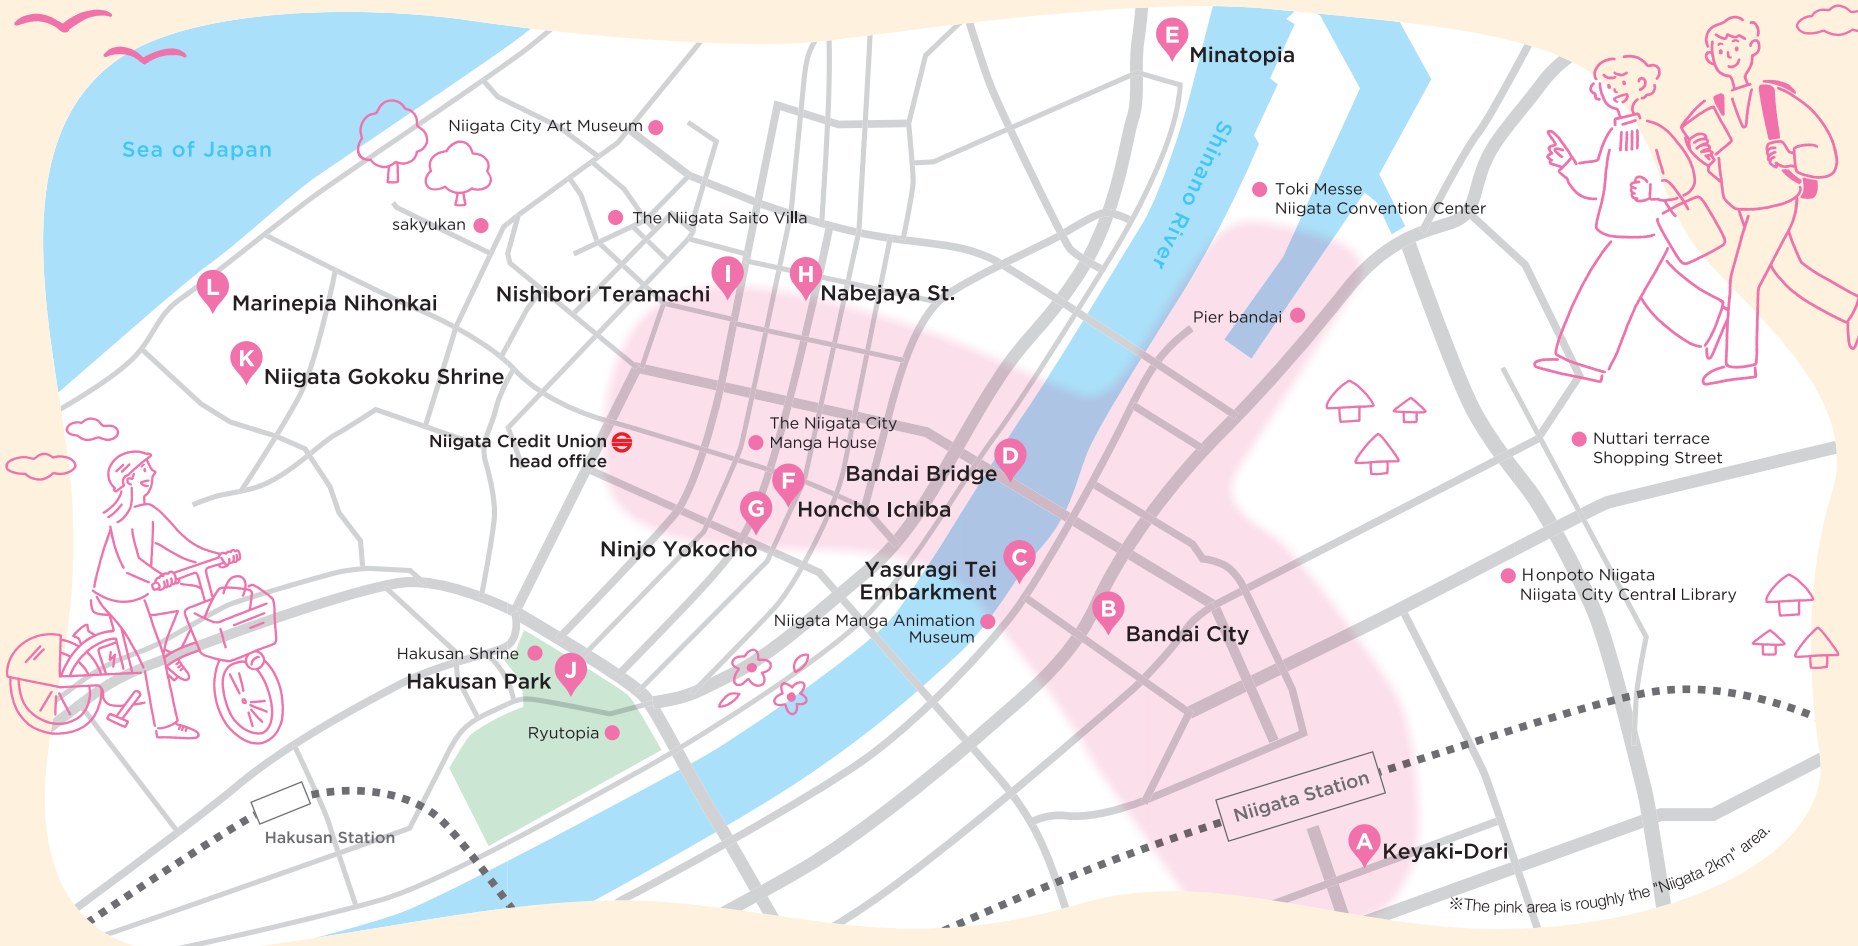 E
Minatopia
Niigata City Art Museum
Sea of Japan
Shinano River
Toki Messe
Niigata Convention Center
The Niigata Saito Villa
sakyukan
I
Nishibori Teramachi
H
Nabejaya St.
L
Marinepia Nihonkai
Pier bandai
K
Niigata Gokoku Shrine
The Niigata City
Manga House
Niigata Credit Union
head office
Nuttari terrace
Shopping Street
D
Bandai Bridge
F
Honcho Ichiba
G
Ninjo Yokocho
C
Yasuragi Tei
Embarkment
Honpoto Niigata
Niigata City Central Library
B
Bandai City
Niigata Manga Animation
Museum
Hakusan Shrine
J
Hakusan Park
Ryutopia
Niigata Station
Hakusan Station
A
Keyaki-Dori
※The pink area is roughly the "Niigata 2km" area.